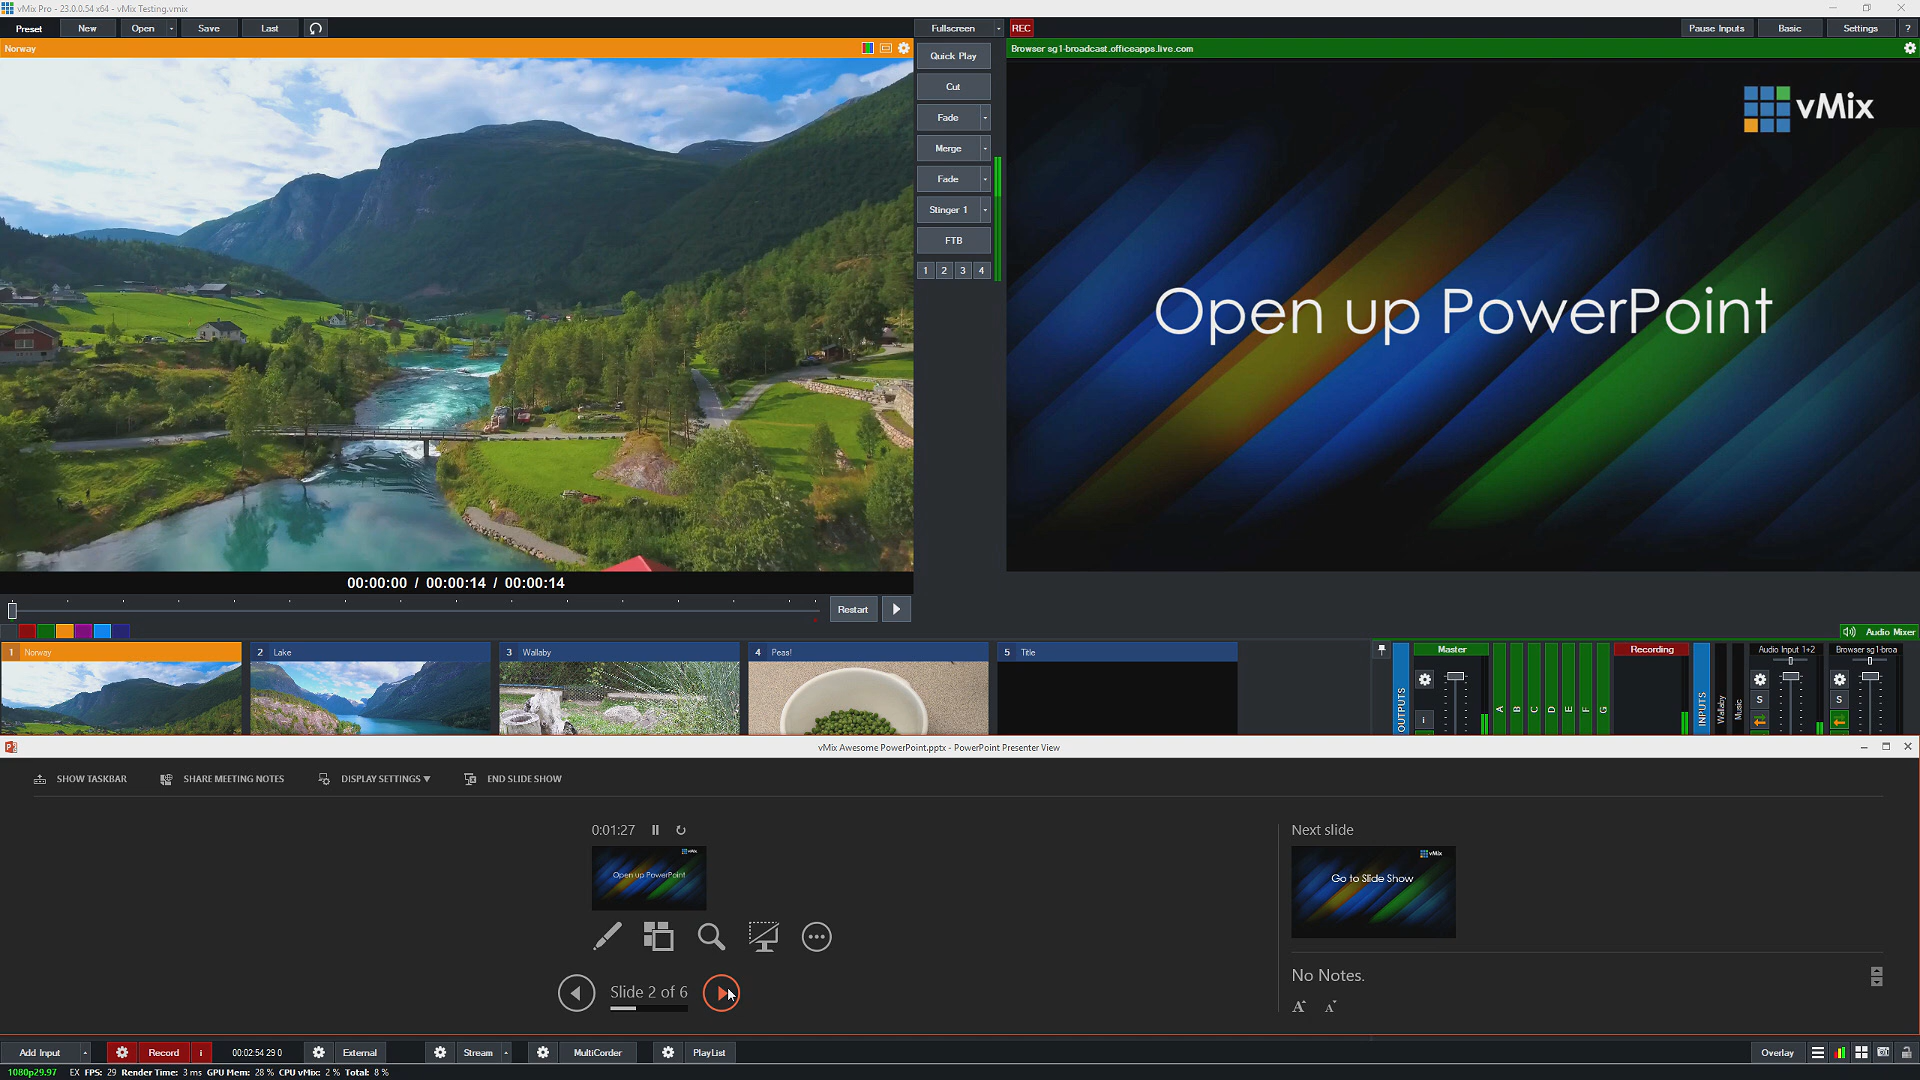 vMix Pro - 23.0.0.54 x64 - vMix Testing.vmix
Preset New Open Save Last
Fullscreen REC Pause Inputs Basic Settings ?
Norway
Browser sg1-broadcast.officeapps.live.com
Quick Play
Cut
Fade
Merge
Fade
Stinger 1
FTB
1 2 3 4
vMix
Open up PowerPoint
00:00:00 / 00:00:14 / 00:00:14
Restart
Audio Mixer
1 Norway
2 Lake
3 Wallaby
4 Peas!
5 Title
OUTPUTS
Master
i
A B C D E F G
Recording
INPUTS
Wallaby
Music
Audio Input 1+2
S
Browser sg1-broa
S
vMix Awesome PowerPoint.pptx - PowerPoint Presenter View
SHOW TASKBAR SHARE MEETING NOTES DISPLAY SETTINGS ▼ END SLIDE SHOW
0:01:27
vMix
Open up PowerPoint
Slide 2 of 6
Next slide
vMix
Go to Slide Show
No Notes.
A A
Add Input Record i 00:02:54 29 0 External Stream MultiCorder PlayList Overlay
1080p29.97 EX FPS: 29 Render Time: 3 ms GPU Mem: 28 % CPU vMix: 2 % Total: 8 %